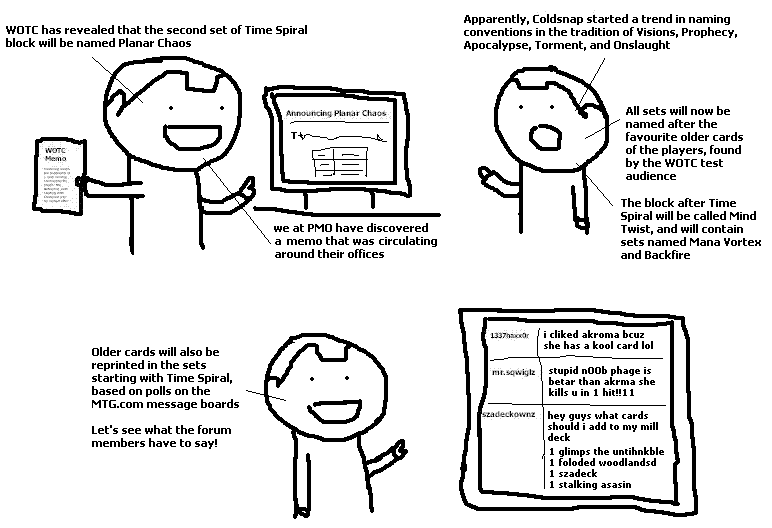 WOTC has revealed that the second set of Time Spiral
block will be named Planar Chaos
WOTC
Memo
Announcing Planar Chaos
we at PMO have discovered
a memo that was circulating
around their offices
Apparently, Coldsnap started a trend in naming
conventions in the tradition of Visions, Prophecy,
Apocalypse, Torment, and Onslaught
All sets will now be
named after the
favourite older cards
of the players, found
by the WOTC test
audience
The block after Time
Spiral will be called Mind
Twist, and will contain
sets named Mana Vortex
and Backfire
Older cards will also be
reprinted in the sets
starting with Time Spiral,
based on polls on the
MTG.com message boards
Let's see what the forum
members have to say!
1337haxx0r
i cliked akroma bcuz
she has a kool card lol
mr.sqwiglz
stupid n00b phage is
betar than akrma she
kills u in 1 hit!!11
szadeckownz
hey guys what cards
should i add to my mill
deck
1 glimps the untihnkble
1 foloded woodlandsd
1 szadeck
1 stalking asasin